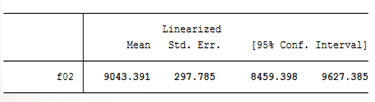 Linearized
Mean Std. Err. [95% Conf. Interval]
f02 9043.391 297.785 8459.398 9627.385